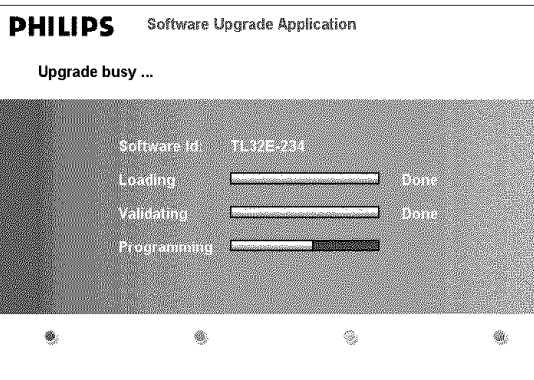 PHILIPS Software Upgrade Application
Upgrade busy ...
Software Id: TL32E-234
Loading Done
Validating Done
Programming